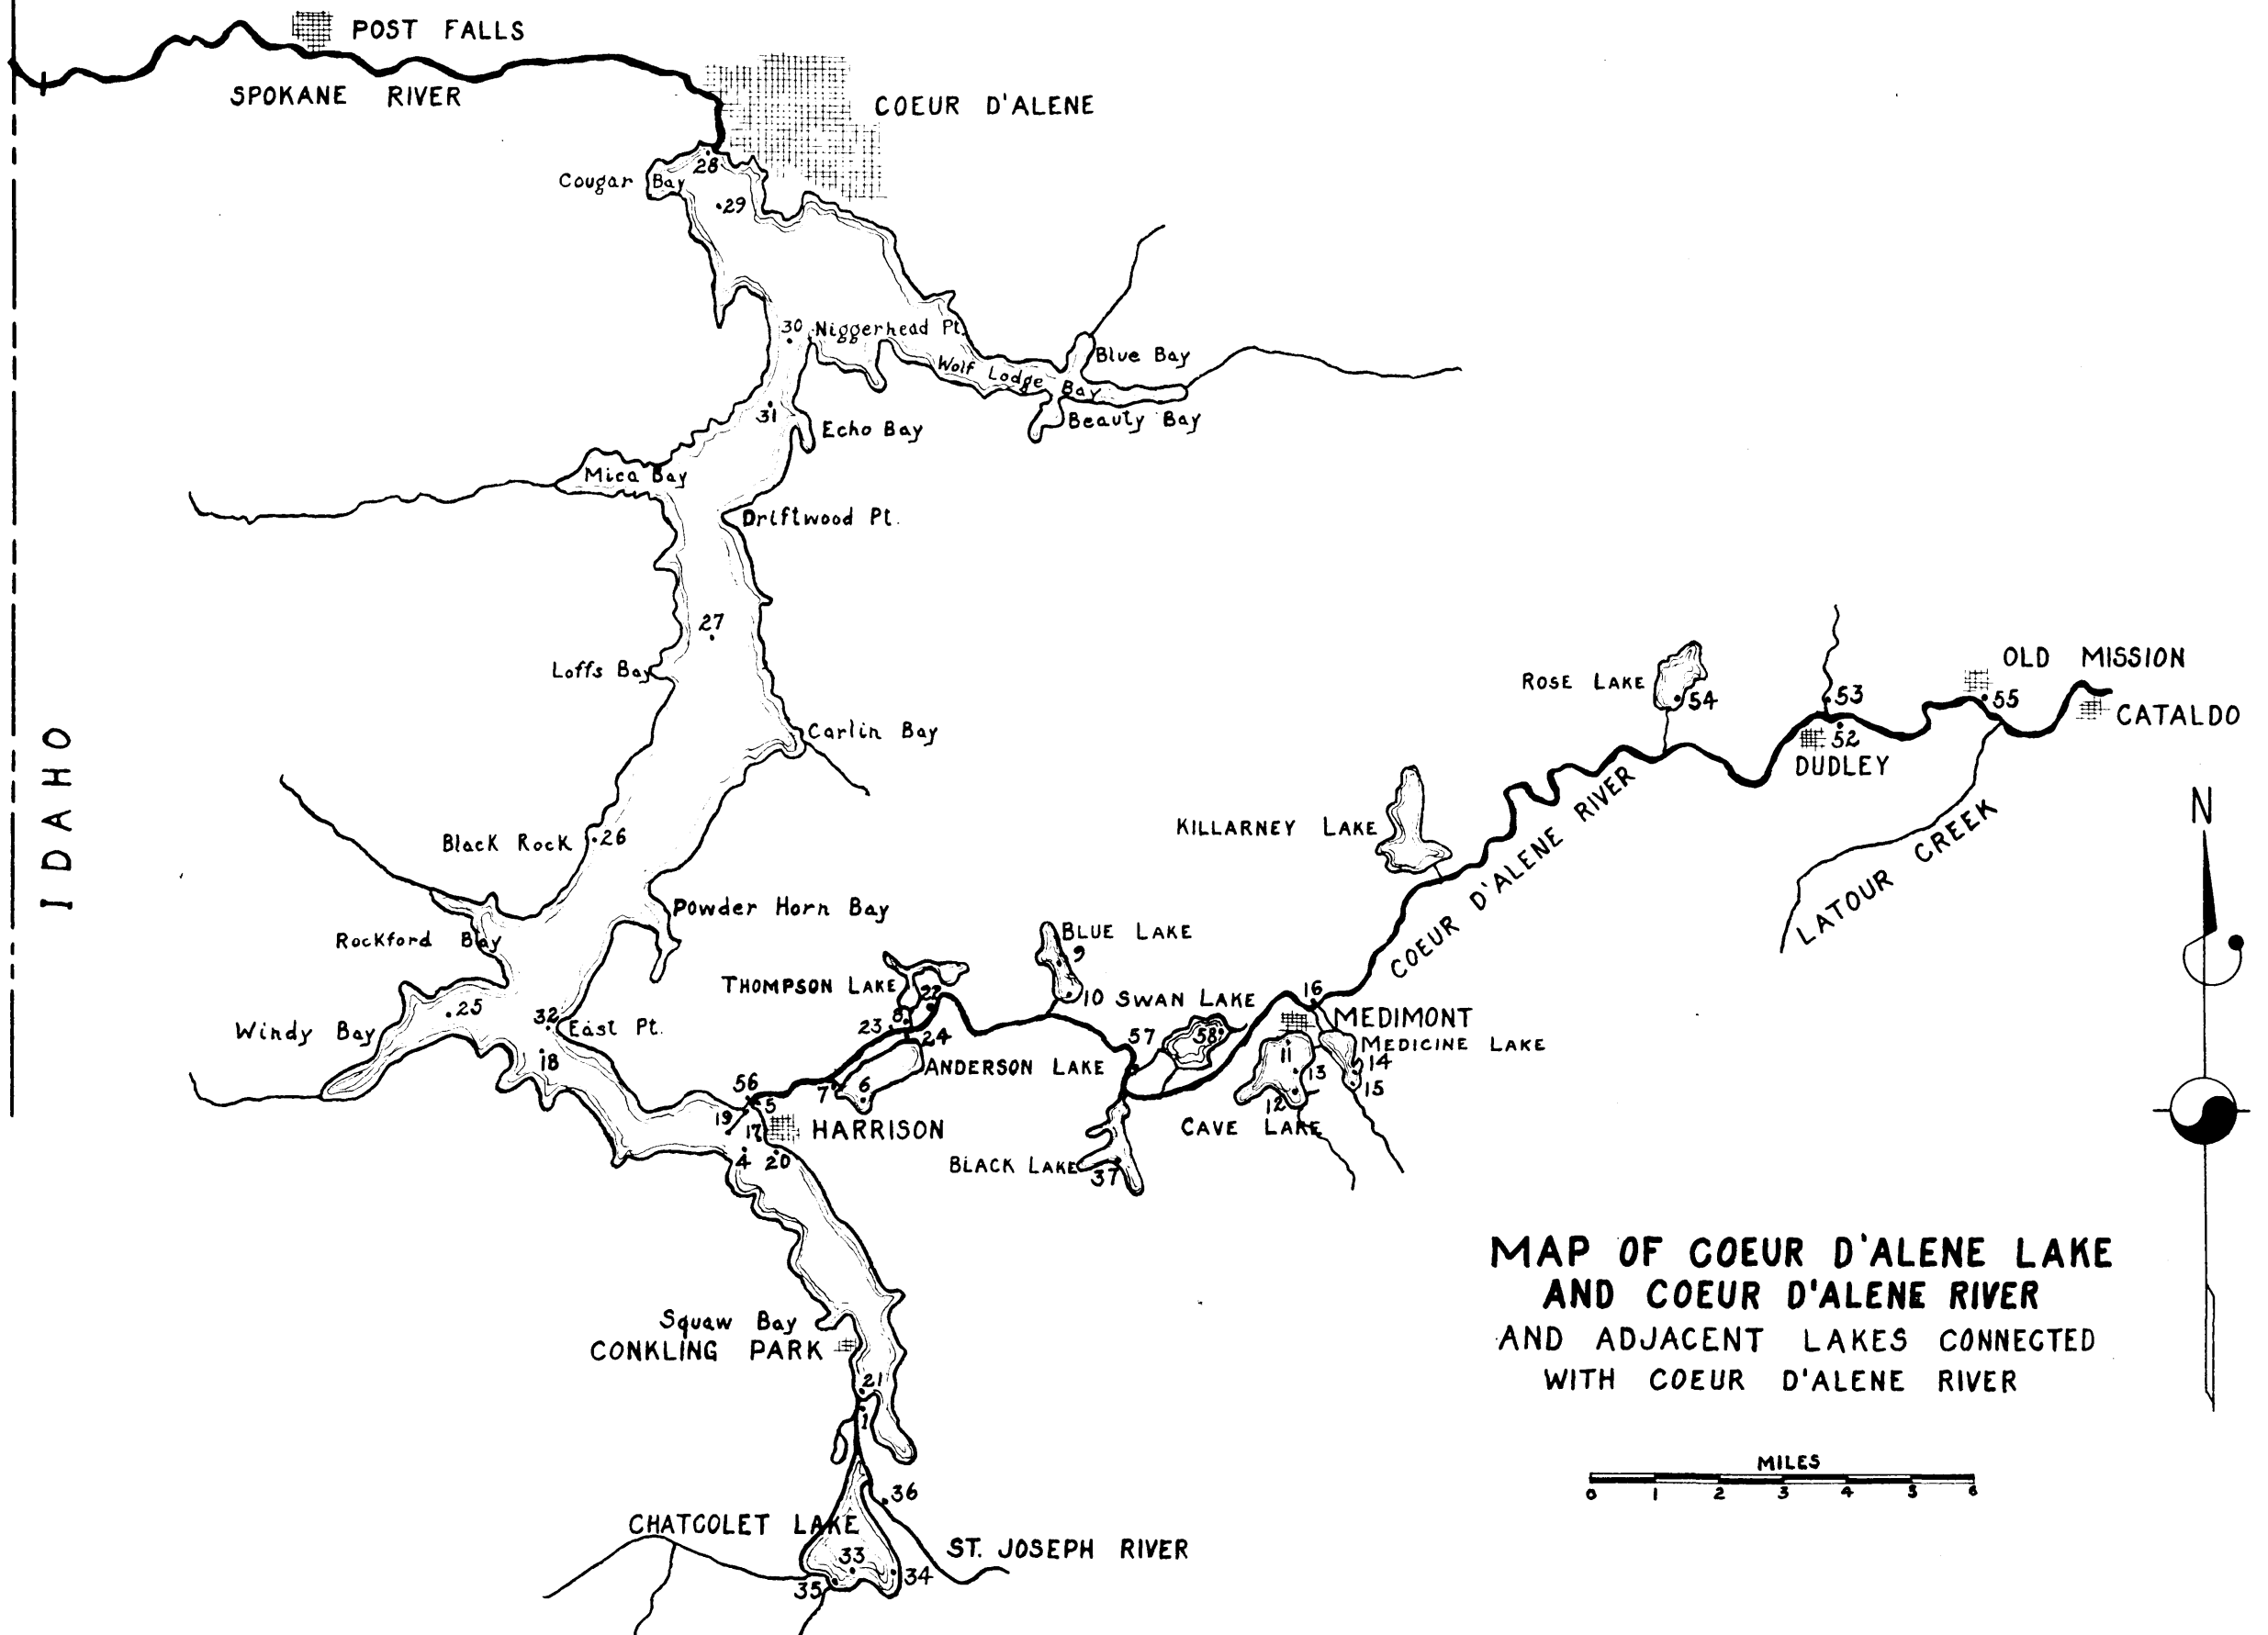 POST FALLS
SPOKANE RIVER
COEUR D'ALENE
28
Cougar Bay
29
30 Niggerhead Pt.
Blue Bay
Wolf Lodge Bay
31
Beauty Bay
Echo Bay
Mica Bay
Driftwood Pt.
27
Loffs Bay
OLD MISSION
ROSE LAKE
54
53
55
CATALDO
52
DUDLEY
Carlin Bay
IDAHO
Black Rock
26
KILLARNEY LAKE
COEUR D'ALENE RIVER
LATOUR CREEK
N
Powder Horn Bay
Rockford Bay
BLUE LAKE
9
THOMPSON LAKE
22
10
SWAN LAKE
16
25
Windy Bay
32
East Pt.
8
23
24
57
58
MEDIMONT
MEDICINE LAKE
18
11
14
ANDERSON LAKE
13
15
56
5
7
6
12
19
17
HARRISON
CAVE LAKE
4
20
BLACK LAKE
37
MAP OF COEUR D'ALENE LAKE
AND COEUR D'ALENE RIVER
AND ADJACENT LAKES CONNECTED
WITH COEUR D'ALENE RIVER
Squaw Bay
CONKLING PARK
21
1
MILES
0 1 2 3 4 5 6
36
CHATCOLET LAKE
ST. JOSEPH RIVER
33
34
35